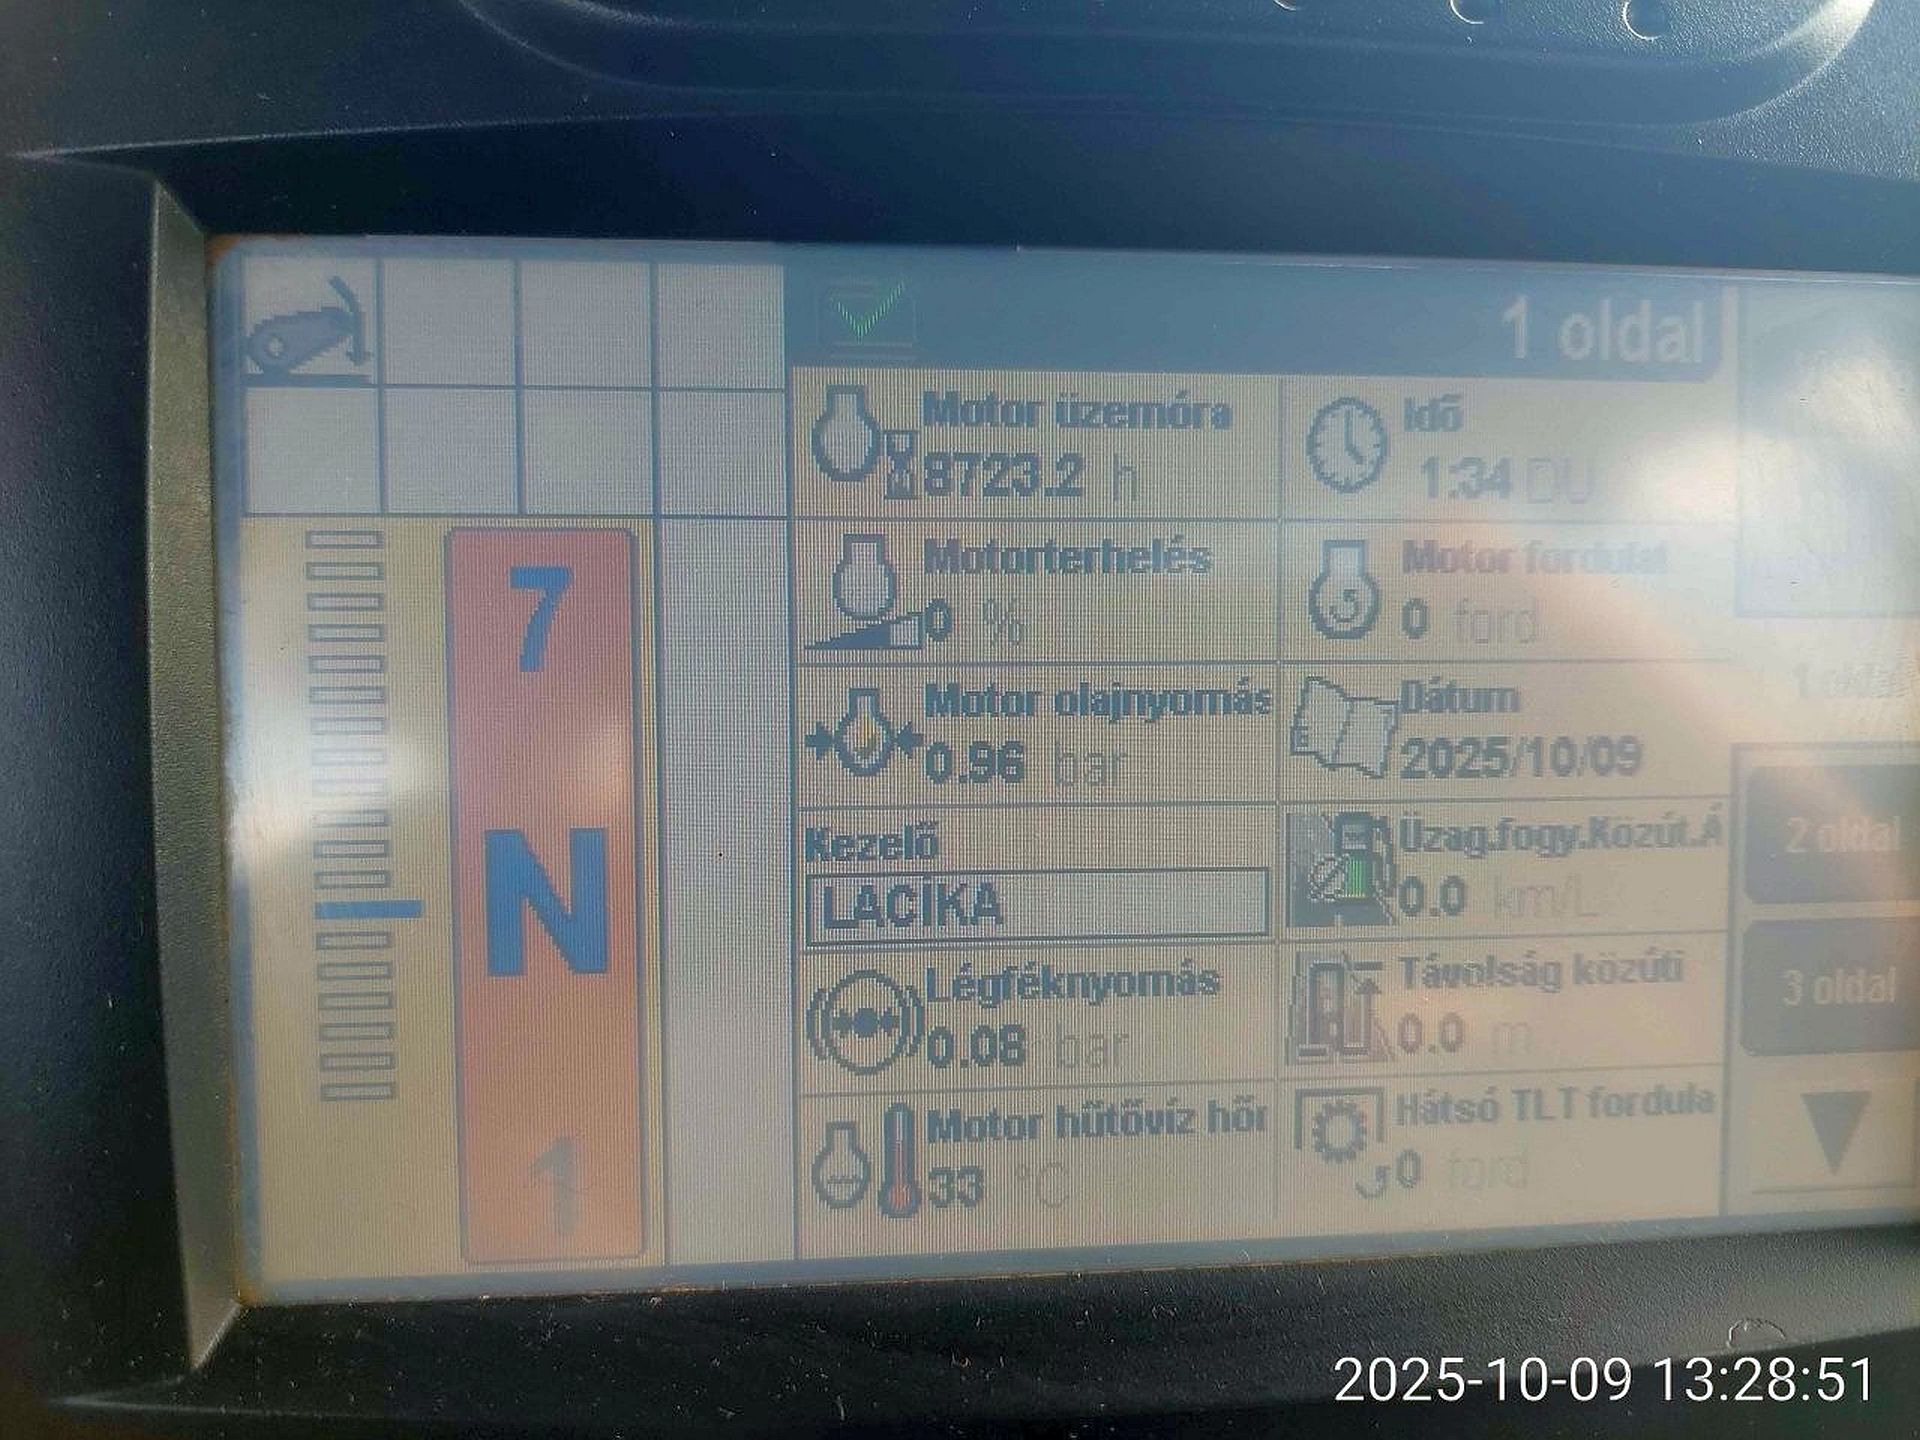 1 oldal
Motor üzemóra
8723.2 h
Idő
1:34 DU
7
N
1
Motorterhelés
0 %
Motor fordulat
0 ford
Motor olajnyomás
0.96 bar
Dátum
2025/10/09
Kezelő
LACIKA
Üzag.fogy.Közút.Á
0.0 km/L
Légféknyomás
0.08 bar
Távolság közúti
0.0 m
Motor hűtővíz hőr
33 °C
Hátsó TLT fordula
0 ford
1 oldal
2 oldal
3 oldal
2025-10-09 13:28:51